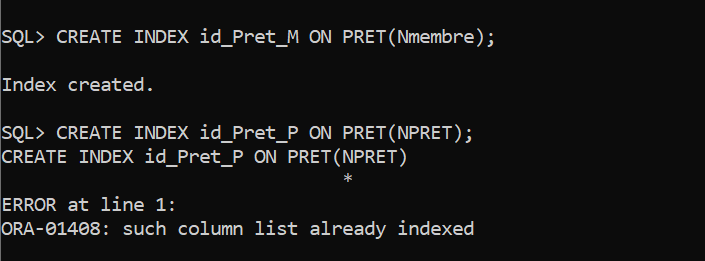 SQL> CREATE INDEX id_Pret_M ON PRET(Nmembre);
Index created.
SQL> CREATE INDEX id_Pret_P ON PRET(NPRET);
CREATE INDEX id_Pret_P ON PRET(NPRET)
*
ERROR at line 1:
ORA-01408: such column list already indexed